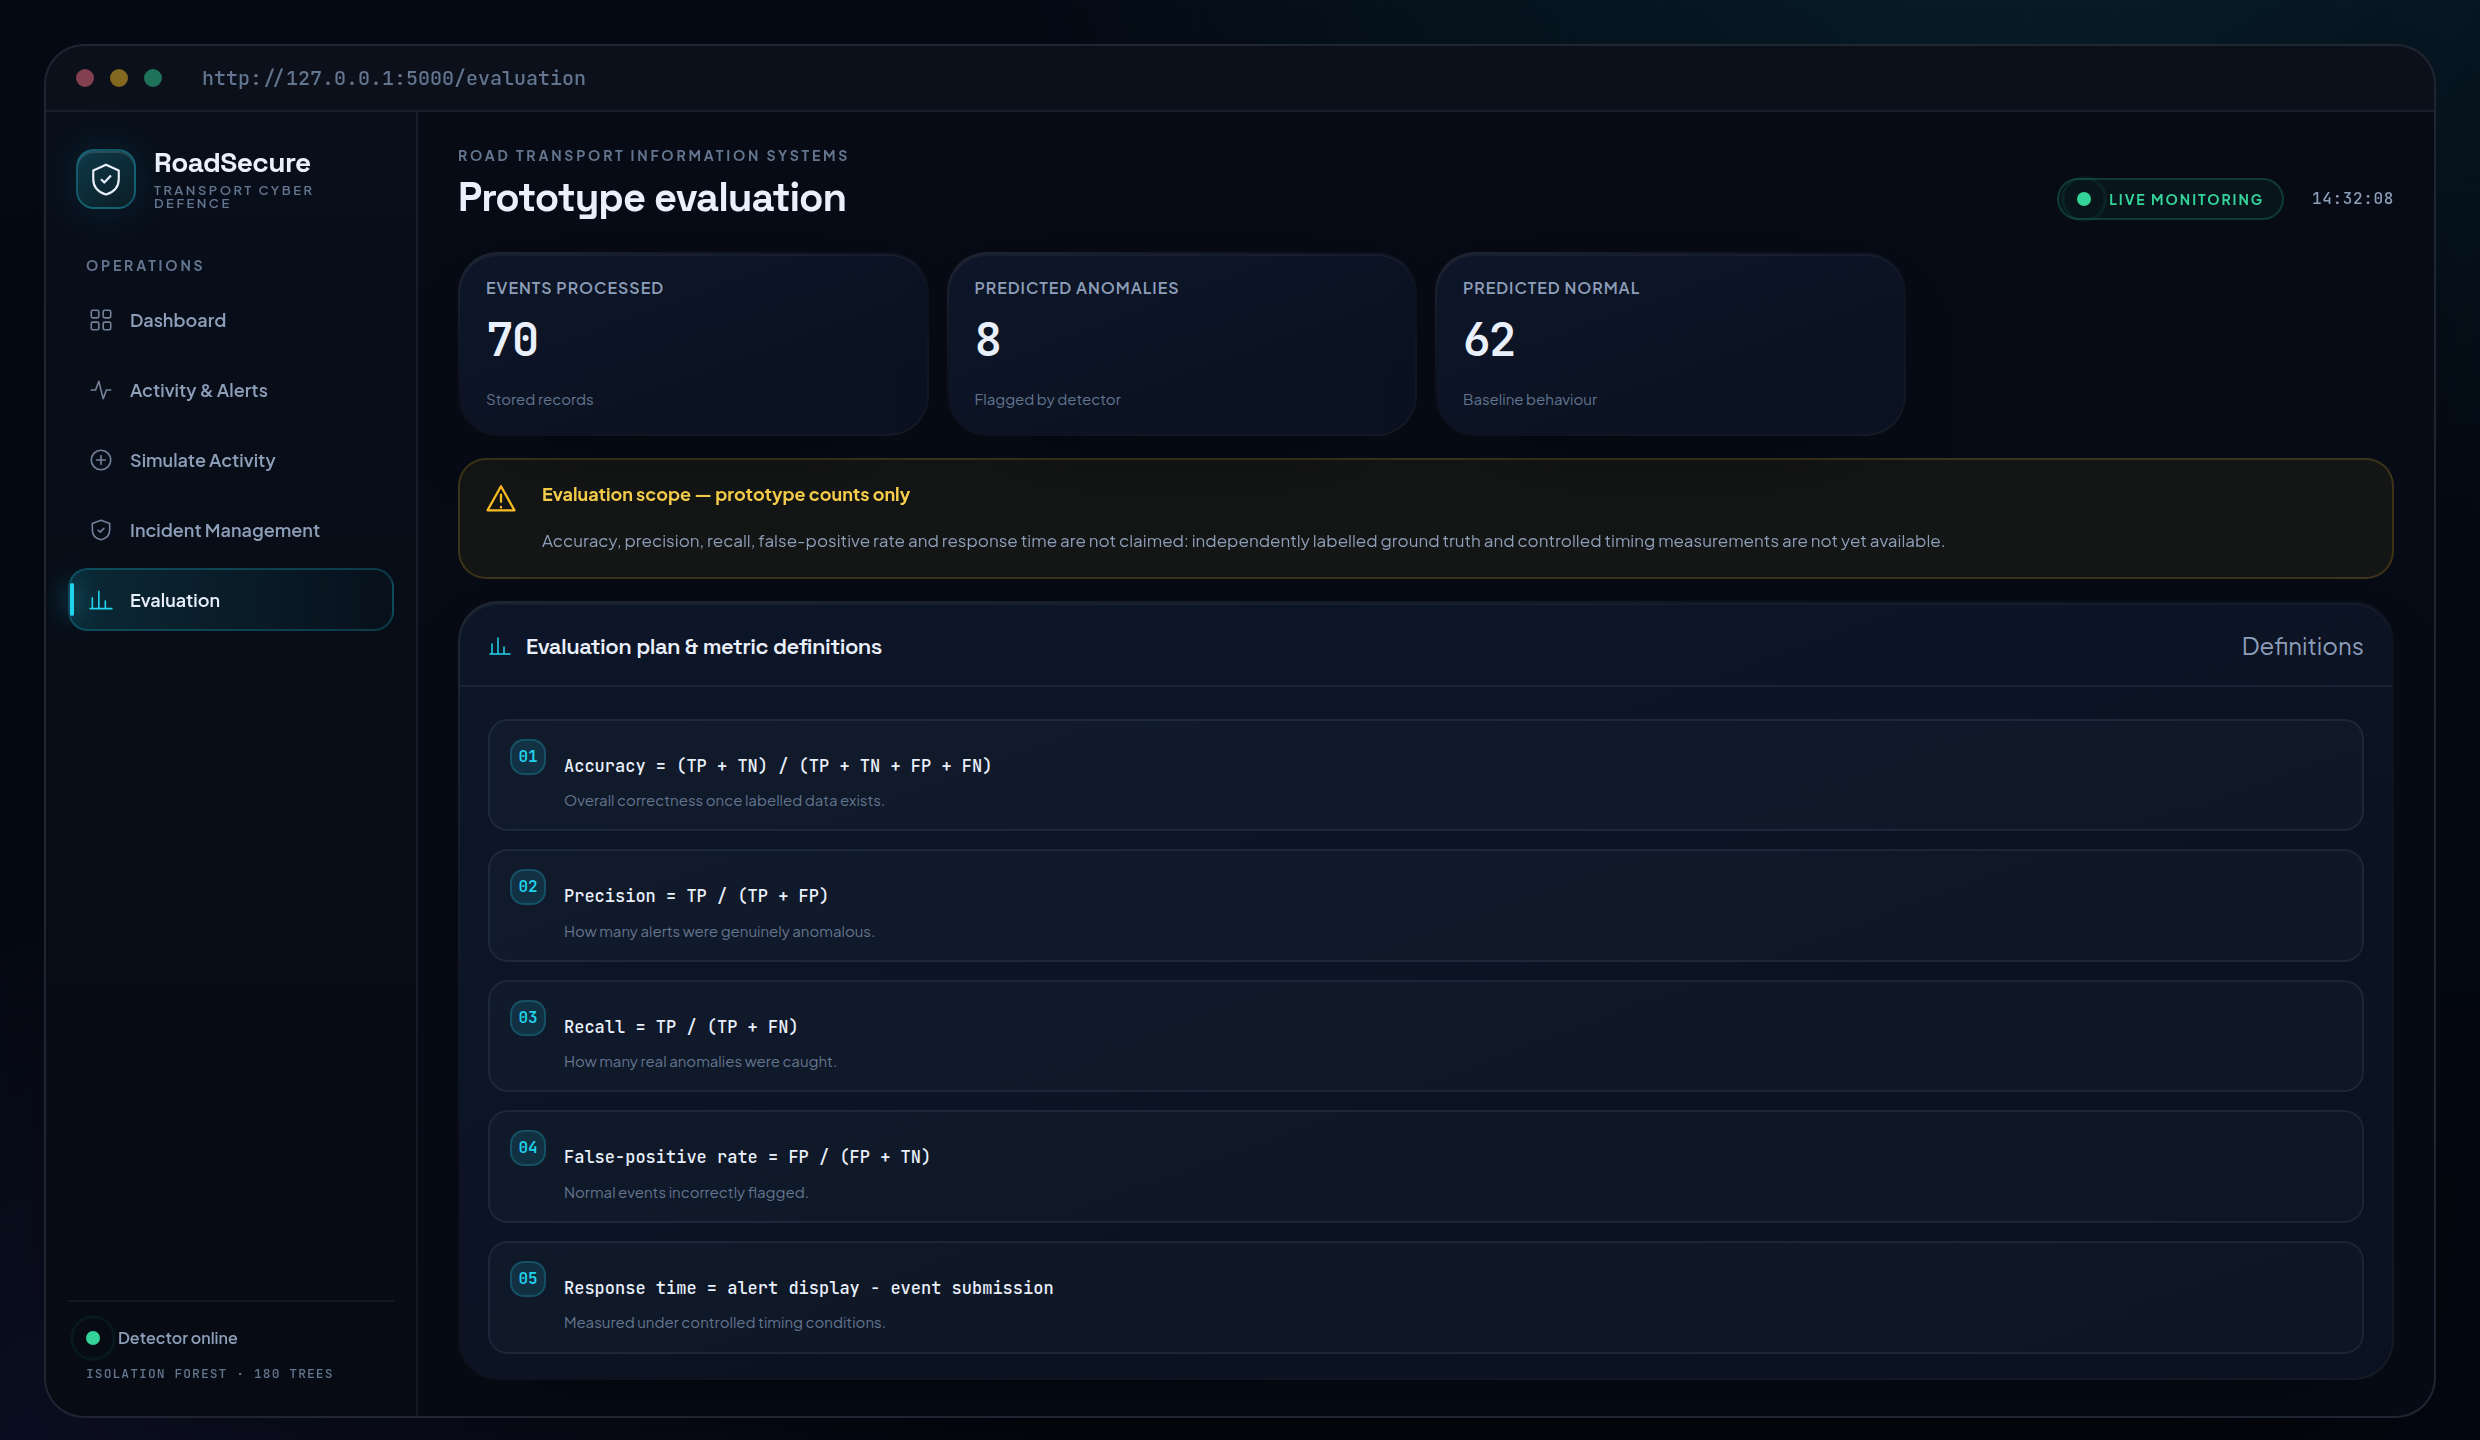 http://127.0.0.1:5000/evaluation
RoadSecure
TRANSPORT CYBER
DEFENCE
OPERATIONS
Dashboard
Activity & Alerts
Simulate Activity
Incident Management
Evaluation
Detector online
ISOLATION FOREST · 180 TREES
ROAD TRANSPORT INFORMATION SYSTEMS
Prototype evaluation
LIVE MONITORING
14:32:08
EVENTS PROCESSED
70
Stored records
PREDICTED ANOMALIES
8
Flagged by detector
PREDICTED NORMAL
62
Baseline behaviour
Evaluation scope — prototype counts only
Accuracy, precision, recall, false-positive rate and response time are not claimed: independently labelled ground truth and controlled timing measurements are not yet available.
Evaluation plan & metric definitions
Definitions
01
Accuracy = (TP + TN) / (TP + TN + FP + FN)
Overall correctness once labelled data exists.
02
Precision = TP / (TP + FP)
How many alerts were genuinely anomalous.
03
Recall = TP / (TP + FN)
How many real anomalies were caught.
04
False-positive rate = FP / (FP + TN)
Normal events incorrectly flagged.
05
Response time = alert display - event submission
Measured under controlled timing conditions.